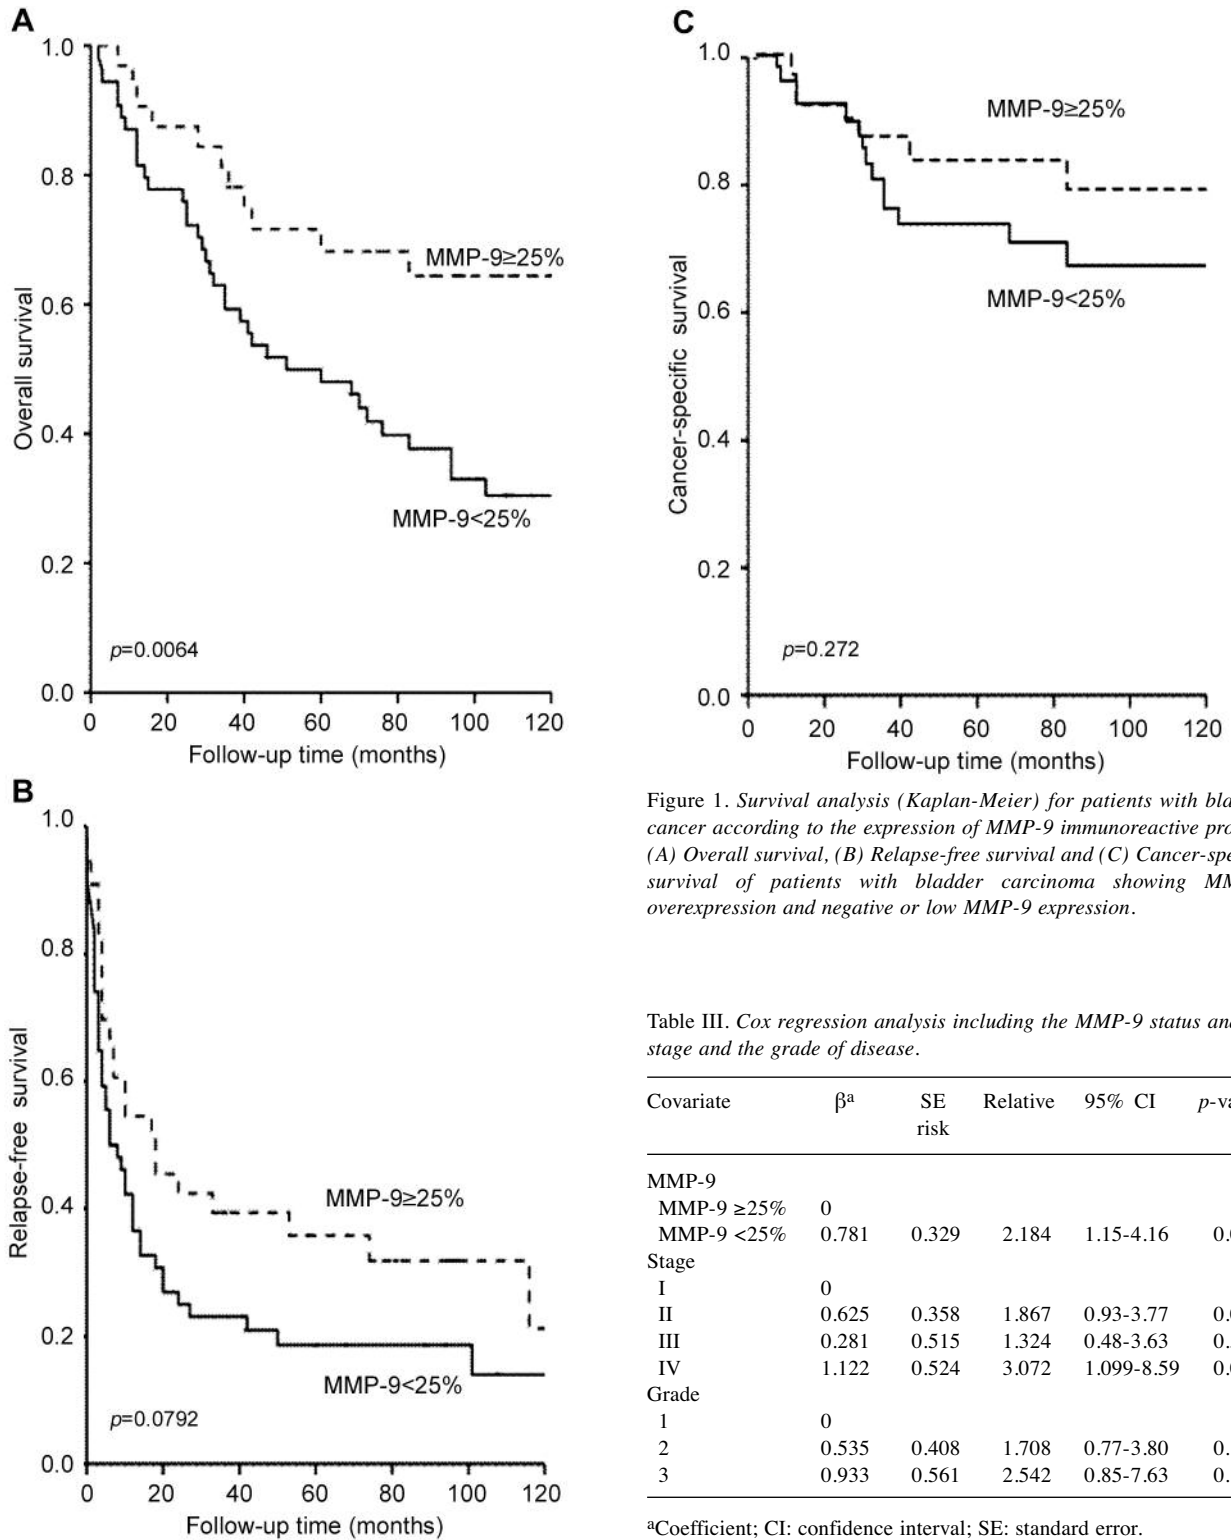 A
1.0
0.8
0.6
0.4
0.2
0.0
Overall survival
MMP-9≥25%
MMP-9<25%
p=0.0064
0 20 40 60 80 100 120
Follow-up time (months)
B
1.0
0.8
0.6
0.4
0.2
0.0
Relapse-free survival
MMP-9≥25%
MMP-9<25%
p=0.0792
0 20 40 60 80 100 120
Follow-up time (months)
C
1.0
0.8
0.6
0.4
0.2
0.0
Cancer-specific survival
MMP-9≥25%
MMP-9<25%
p=0.272
0 20 40 60 80 100 120
Follow-up time (months)
Figure 1. Survival analysis (Kaplan-Meier) for patients with
cancer according to the expression of MMP-9 immunoreactive
(A) Overall survival, (B) Relapse-free survival and (C)
survival of patients with bladder carcinoma showing
overexpression and negative or low MMP-9 expression.
Table III. Cox regression analysis including the MMP-9 status
stage and the grade of disease.
Covariate βa SE Relative 95% CI
risk
MMP-9
MMP-9 ≥25% 0
MMP-9 <25% 0.781 0.329 2.184 1.15-4.16
Stage
I 0
II 0.625 0.358 1.867 0.93-3.77
III 0.281 0.515 1.324 0.48-3.63
IV 1.122 0.524 3.072 1.099-8.59
Grade
1 0
2 0.535 0.408 1.708 0.77-3.80
3 0.933 0.561 2.542 0.85-7.63
aCoefficient; CI: confidence interval; SE: standard error.